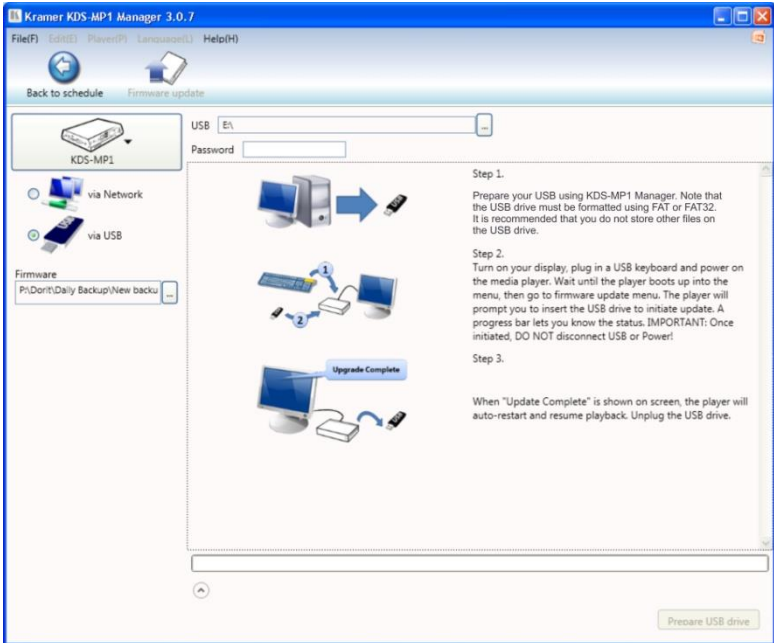 Kramer KDS-MP1 Manager 3.0.7
File(F) Edit(E) Player(P) Language(L) Help(H)
Back to schedule Firmware update
KDS-MP1
via Network
via USB
Firmware
P:\Dorit\Daily Backup\New backu ...
USB E:\ ...
Password
Step 1.
Prepare your USB using KDS-MP1 Manager. Note that
the USB drive must be formatted using FAT or FAT32.
It is recommended that you do not store other files on
the USB drive.
Step 2.
Turn on your display, plug in a USB keyboard and power on
the media player. Wait until the player boots up into the
menu, then go to firmware update menu. The player will
prompt you to insert the USB drive to initiate update. A
progress bar lets you know the status. IMPORTANT: Once
initiated, DO NOT disconnect USB or Power!
1
2
Step 3.
Upgrade Complete
When "Update Complete" is shown on screen, the player will
auto-restart and resume playback. Unplug the USB drive.
Prepare USB drive